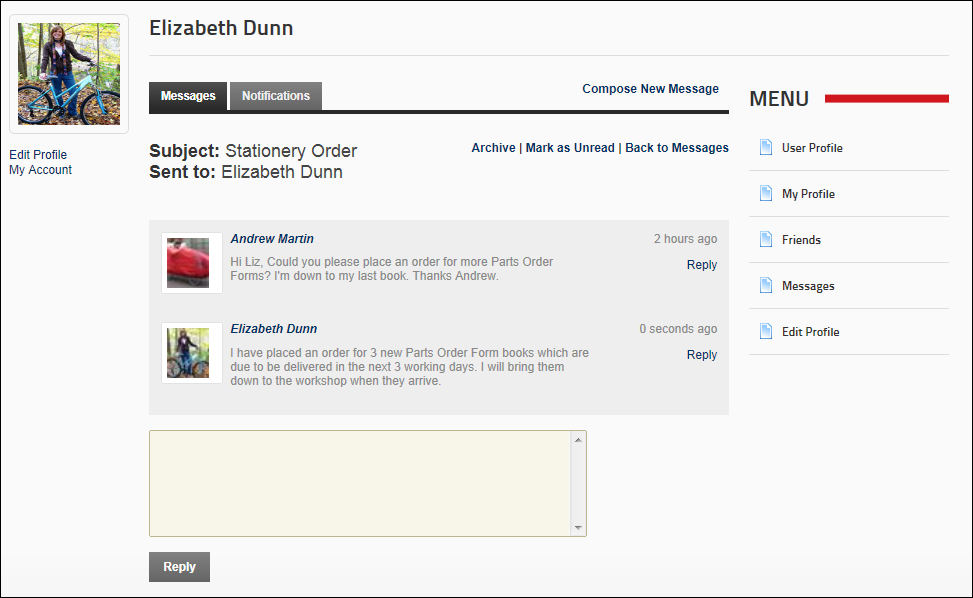 Elizabeth Dunn
Edit Profile
My Account
Messages
Notifications
Compose New Message
Subject: Stationery Order
Sent to: Elizabeth Dunn
Archive | Mark as Unread | Back to Messages
Andrew Martin
2 hours ago
Hi Liz, Could you please place an order for more Parts Order
Forms? I'm down to my last book. Thanks Andrew.
Reply
Elizabeth Dunn
0 seconds ago
I have placed an order for 3 new Parts Order Form books which are
due to be delivered in the next 3 working days. I will bring them
down to the workshop when they arrive.
Reply
Reply
MENU
User Profile
My Profile
Friends
Messages
Edit Profile